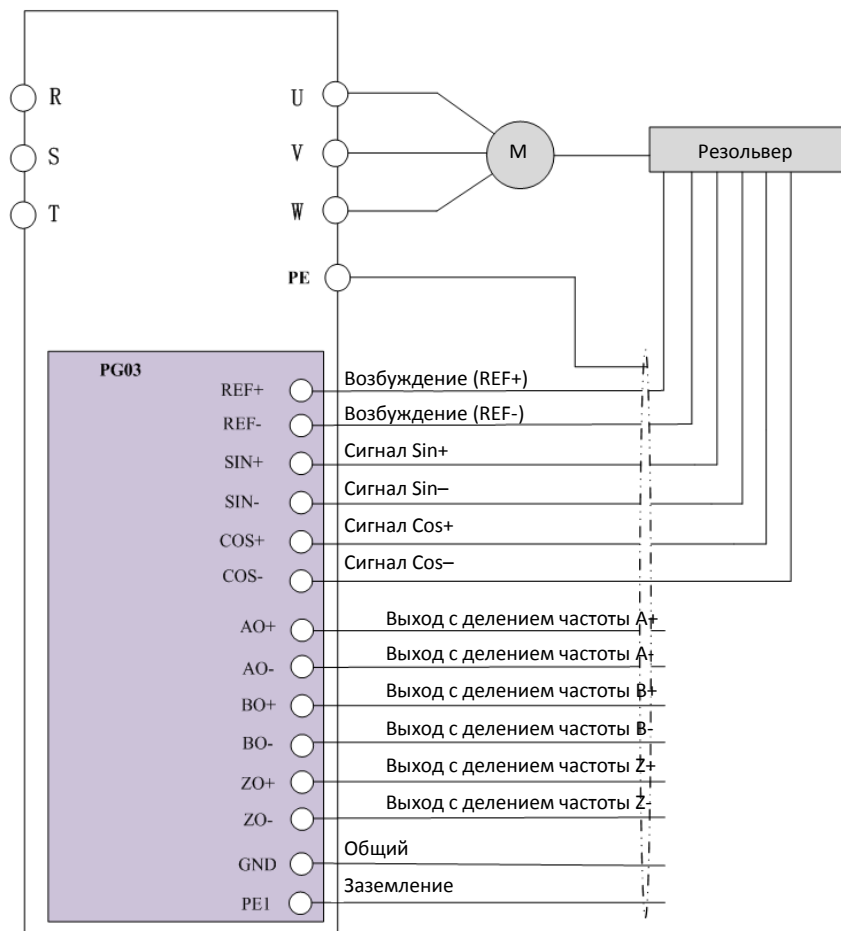 R
U
S
V
T
W
PE
M
Резольвер
PG03
REF+ Возбуждение (REF+)
REF- Возбуждение (REF-)
SIN+ Сигнал Sin+
SIN- Сигнал Sin–
COS+ Сигнал Cos+
COS- Сигнал Cos–
AO+ Выход с делением частоты A+
AO- Выход с делением частоты A-
BO+ Выход с делением частоты B+
BO- Выход с делением частоты B-
ZO+ Выход с делением частоты Z+
ZO- Выход с делением частоты Z-
GND Общий
PE1 Заземление